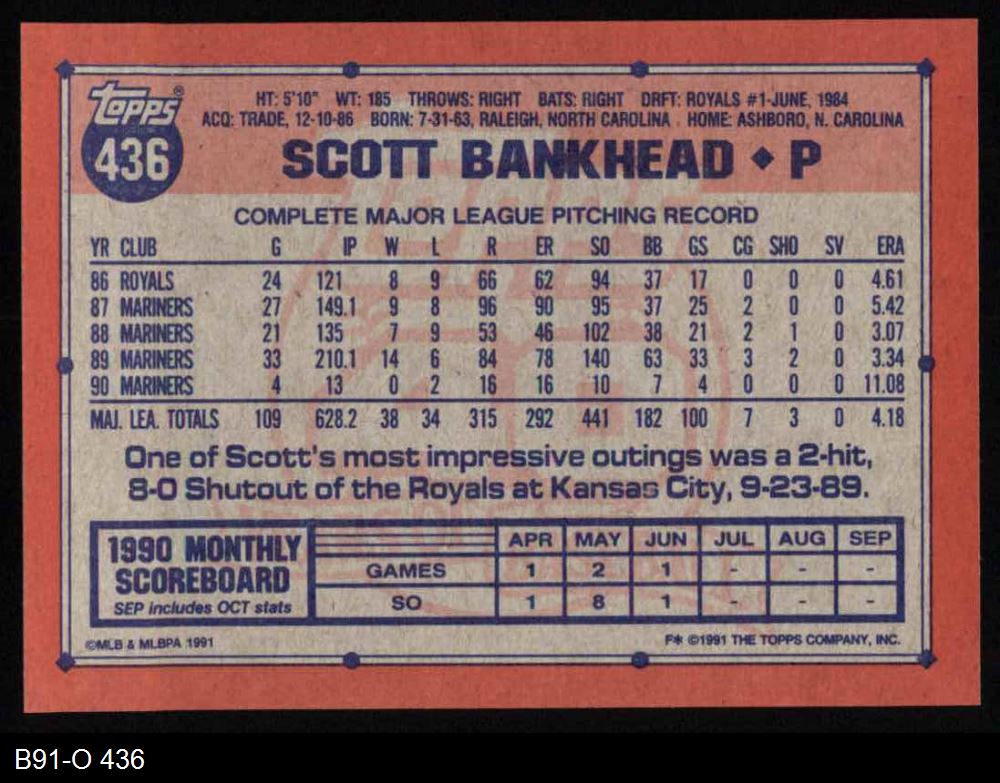 Topps®
436
HT: 5'10" WT: 185 THROWS: RIGHT BATS: RIGHT DRFT: ROYALS #1-JUNE, 1984
ACQ: TRADE, 12-10-86 BORN: 7-31-63, RALEIGH, NORTH CAROLINA . HOME: ASHBORO, N. CAROLINA
SCOTT BANKHEAD ◆ P
COMPLETE MAJOR LEAGUE PITCHING RECORD
YR CLUB G IP W L R ER SO BB GS CG SHO SV ERA
86 ROYALS 24 121 8 9 66 62 94 37 17 0 0 0 4.61
87 MARINERS 27 149.1 9 8 96 90 95 37 25 2 0 0 5.42
88 MARINERS 21 135 7 9 53 46 102 38 21 2 1 0 3.07
89 MARINERS 33 210.1 14 6 84 78 140 63 33 3 2 0 3.34
90 MARINERS 4 13 0 2 16 16 10 7 4 0 0 0 11.08
MAJ. LEA. TOTALS 109 628.2 38 34 315 292 441 182 100 7 3 0 4.18
One of Scott's most impressive outings was a 2-hit,
8-0 Shutout of the Royals at Kansas City, 9-23-89.
1990 MONTHLY
SCOREBOARD
SEP includes OCT stats
APR MAY JUN JUL AUG SEP
GAMES 1 2 1 - - -
SO 1 8 1 - - -
©MLB & MLBPA 1991
F* ©1991 THE TOPPS COMPANY, INC.
B91-O 436